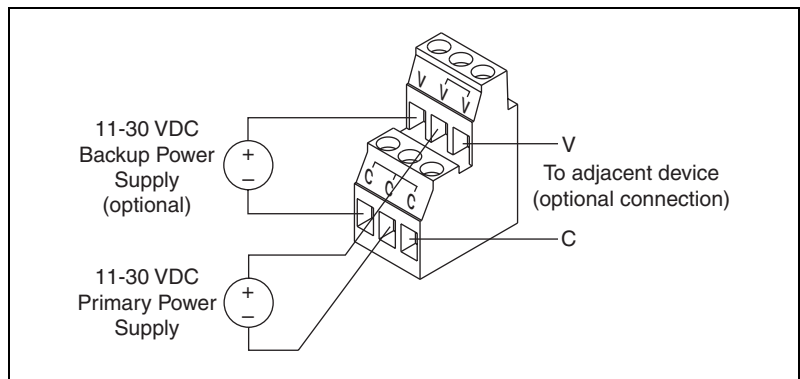 V V V
11-30 VDC
Backup Power
Supply
(optional)
+
–
V
To adjacent device
(optional connection)
C C C
C
11-30 VDC
Primary Power
Supply
+
–